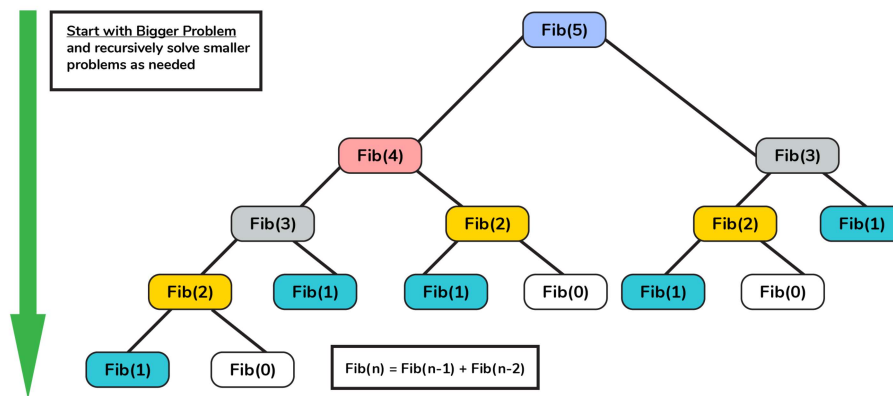 Start with Bigger Problem
and recursively solve smaller
problems as needed
Fib(5)
Fib(4)
Fib(3)
Fib(3)
Fib(2)
Fib(2)
Fib(1)
Fib(2)
Fib(1)
Fib(1)
Fib(0)
Fib(1)
Fib(0)
Fib(1)
Fib(0)
Fib(n) = Fib(n-1) + Fib(n-2)